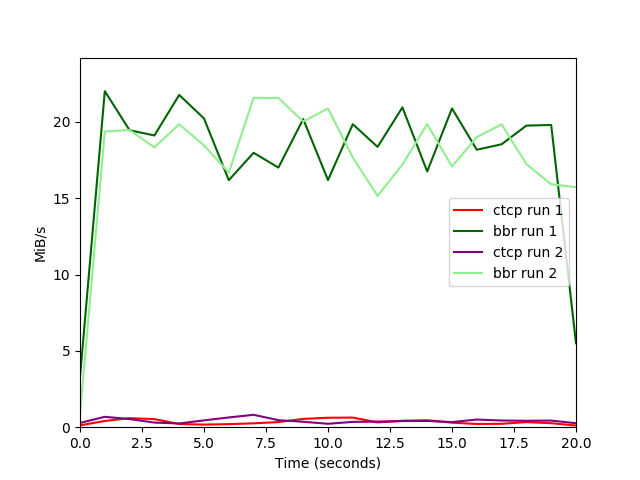 20
15
10
5
0
MiB/s
ctcp run 1
bbr run 1
ctcp run 2
bbr run 2
0.0 2.5 5.0 7.5 10.0 12.5 15.0 17.5 20.0
Time (seconds)